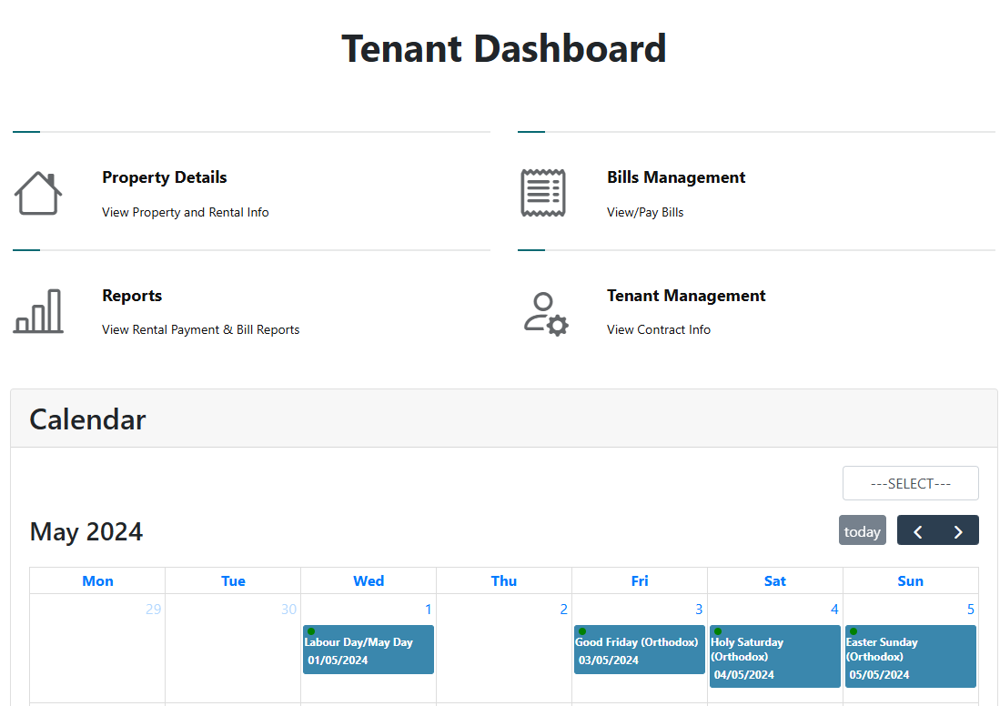 Tenant Dashboard
Property Details
View Property and Rental Info
Bills Management
View/Pay Bills
Reports
View Rental Payment & Bill Reports
Tenant Management
View Contract Info
Calendar
---SELECT---
May 2024
today
Mon Tue Wed Thu Fri Sat Sun
29 30 1 2 3 4 5
Labour Day/May Day
01/05/2024
Good Friday (Orthodox)
03/05/2024
Holy Saturday
(Orthodox)
04/05/2024
Easter Sunday
(Orthodox)
05/05/2024